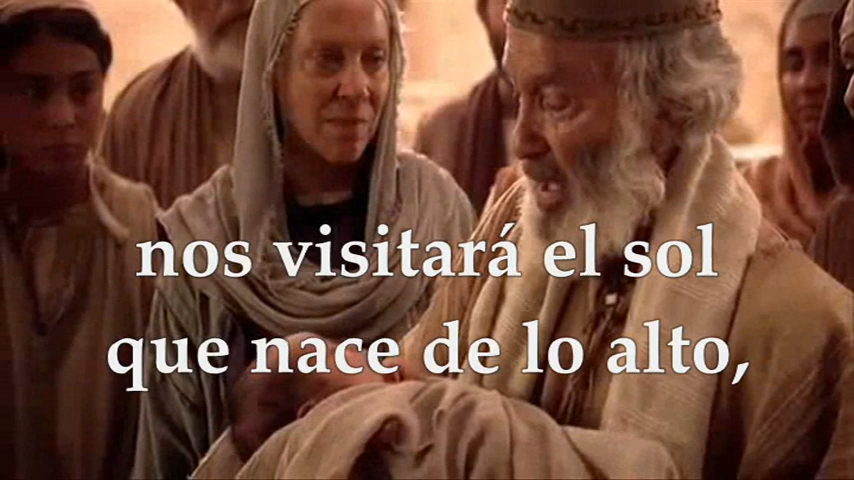 nos visitará el sol
que nace de lo alto,